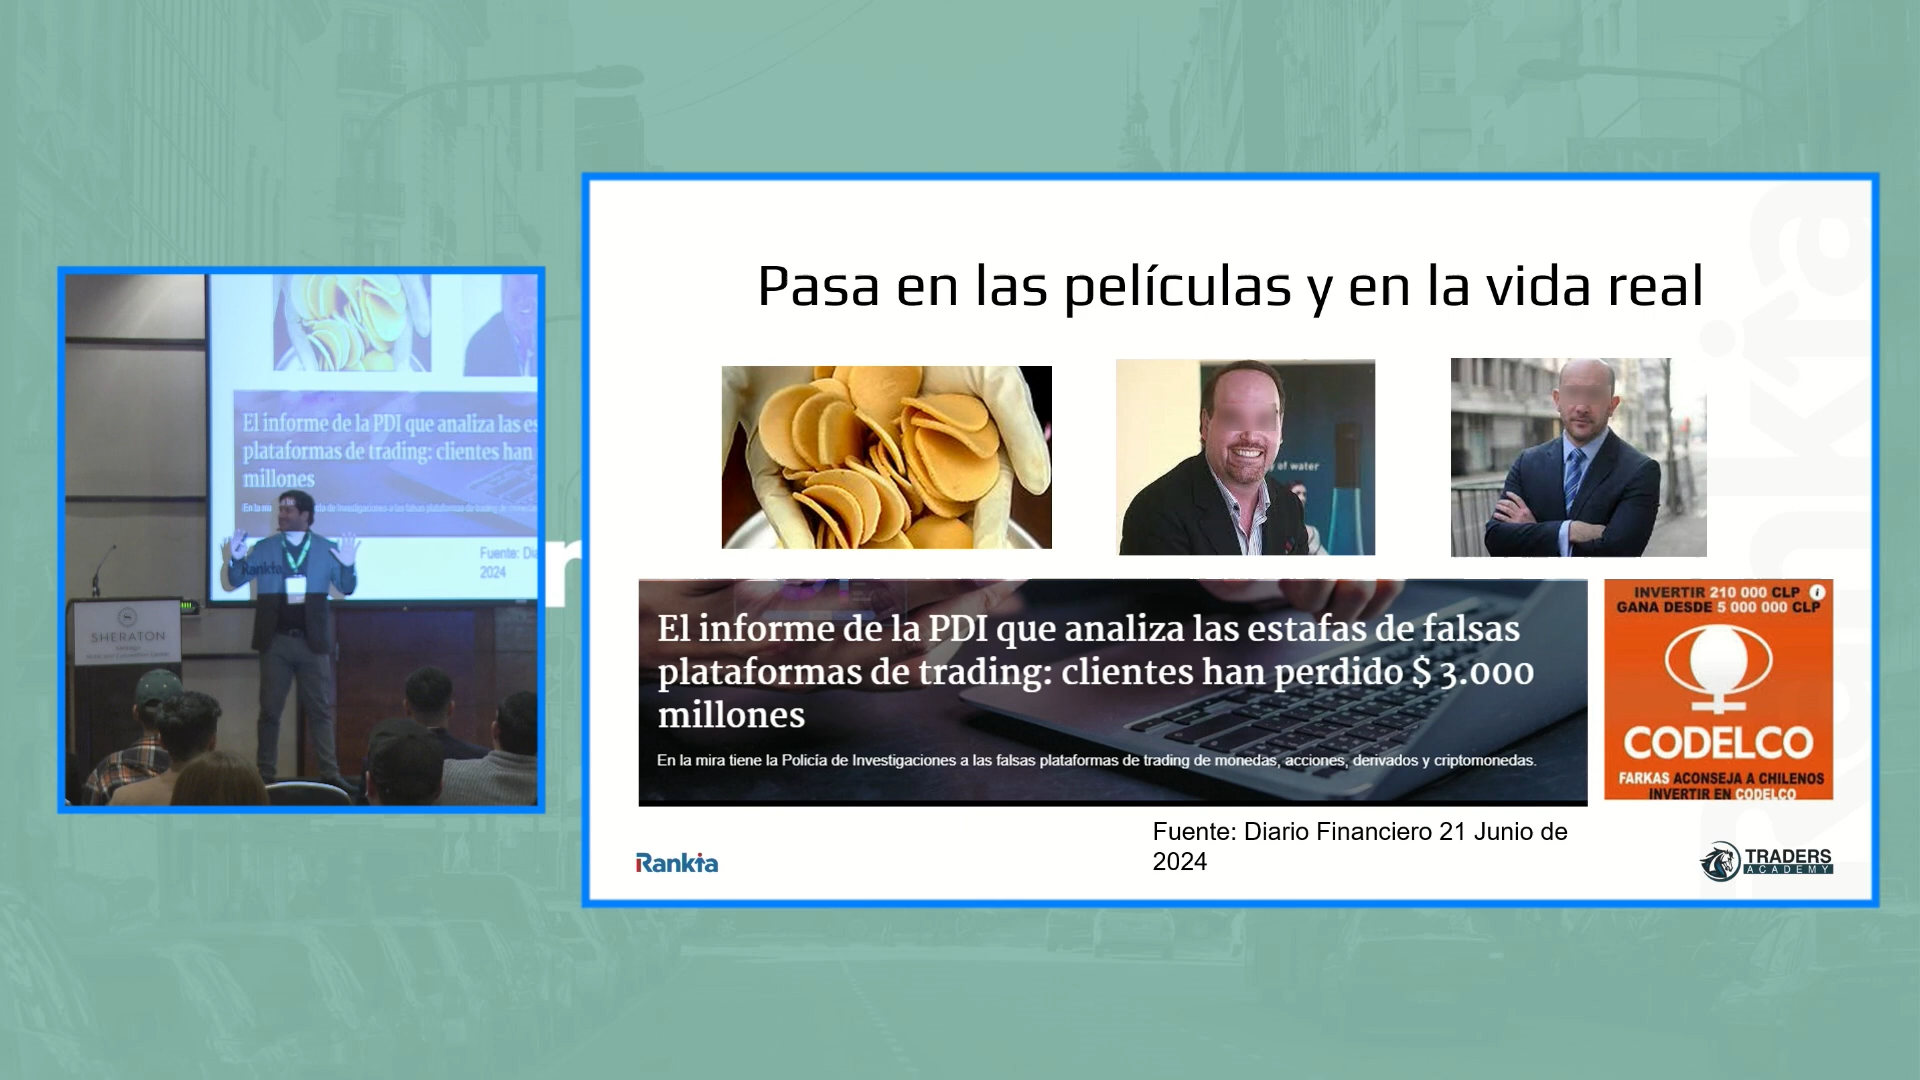 Pasa en las películas y en la vida real
of water
El informe de la PDI que analiza las estafas de falsas
plataformas de trading: clientes han perdido $ 3.000
millones
En la mira tiene la Policía de Investigaciones a las falsas plataformas de trading de monedas, acciones, derivados y criptomonedas.
INVERTIR 210 000 CLP
GANA DESDE 5 000 000 CLP
CODELCO
FARKAS ACONSEJA A CHILENOS
INVERTIR EN CODELCO
Fuente: Diario Financiero 21 Junio de
2024
Rankia
TRADERS
ACADEMY
El informe de la PDI que analiza las es
plataformas de trading: clientes han
millones
Fuente: Di
2024
Rankia
SHERATON
Santiago